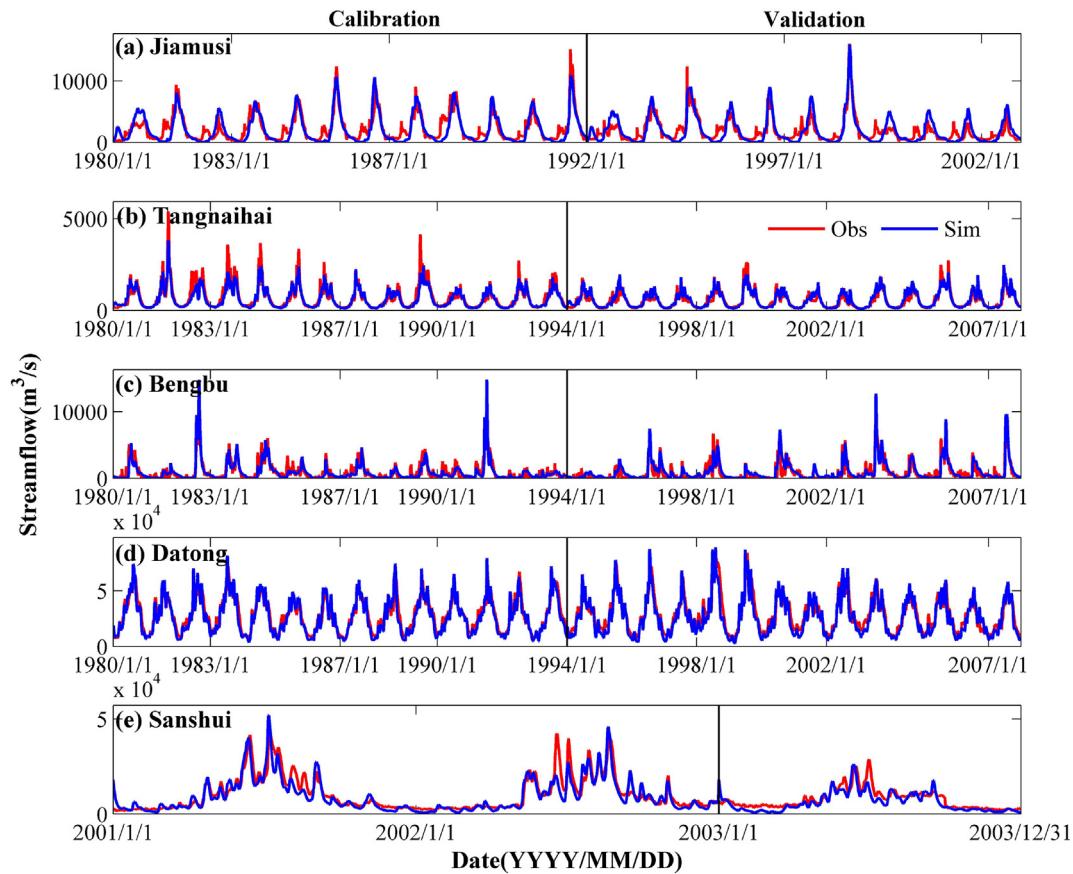 Calibration Validation
(a) Jiamusi
10000
0
1980/1/1 1983/1/1 1987/1/1 1992/1/1 1997/1/1 2002/1/1
(b) Tangnaihai
5000
Obs Sim
0
1980/1/1 1983/1/1 1987/1/1 1990/1/1 1994/1/1 1998/1/1 2002/1/1 2007/1/1
(c) Bengbu
10000
0
1980/1/1 1983/1/1 1987/1/1 1990/1/1 1994/1/1 1998/1/1 2002/1/1 2007/1/1
Streamflow(m³/s)
x 10⁴
(d) Datong
5
0
1980/1/1 1983/1/1 1987/1/1 1990/1/1 1994/1/1 1998/1/1 2002/1/1 2007/1/1
x 10⁴
(e) Sanshui
5
0
2001/1/1 2002/1/1 2003/1/1 2003/12/31
Date(YYYY/MM/DD)